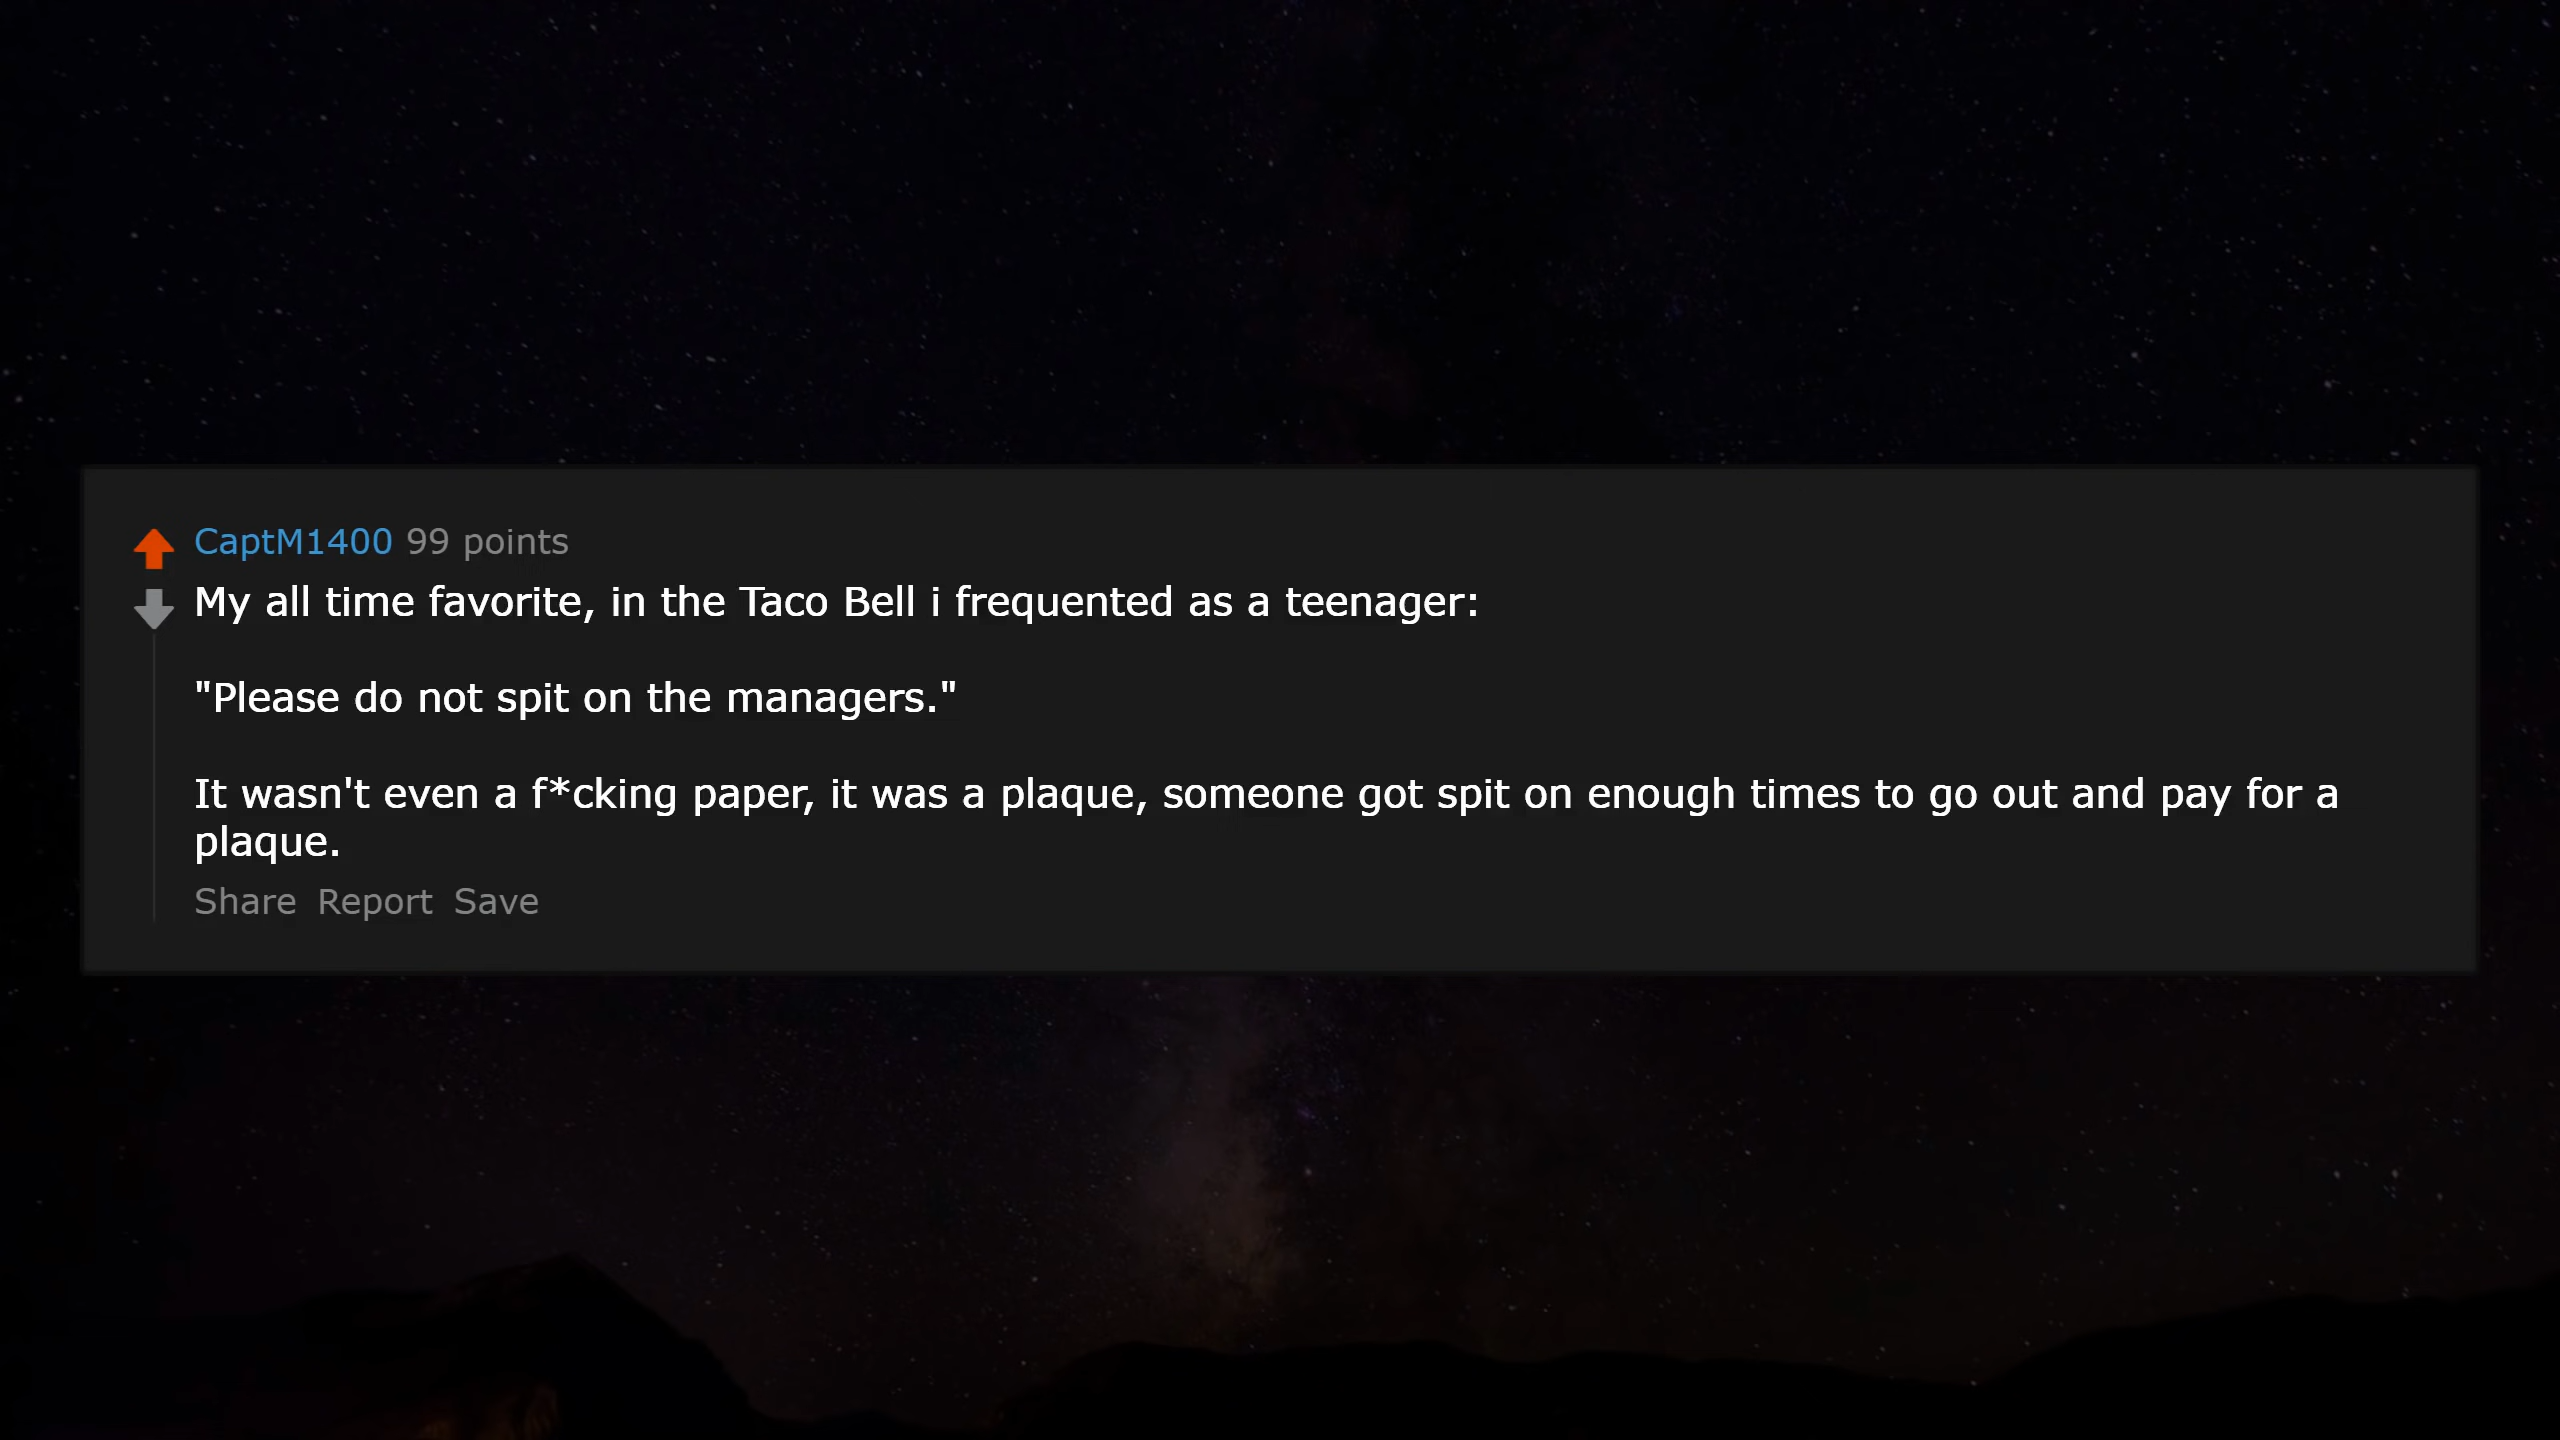 CaptM1400 99 points
My all time favorite, in the Taco Bell i frequented as a teenager:
"Please do not spit on the managers."
It wasn't even a f*cking paper, it was a plaque, someone got spit on enough times to go out and pay for a
plaque.
Share Report Save